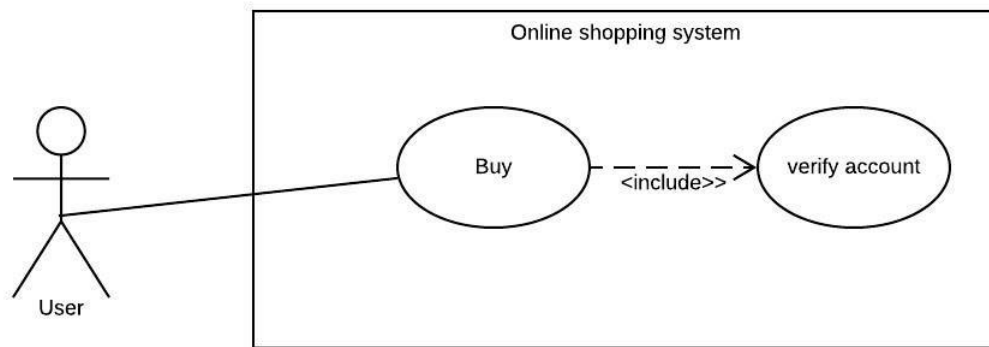 Online shopping system
Buy
verify account
<include>>
User